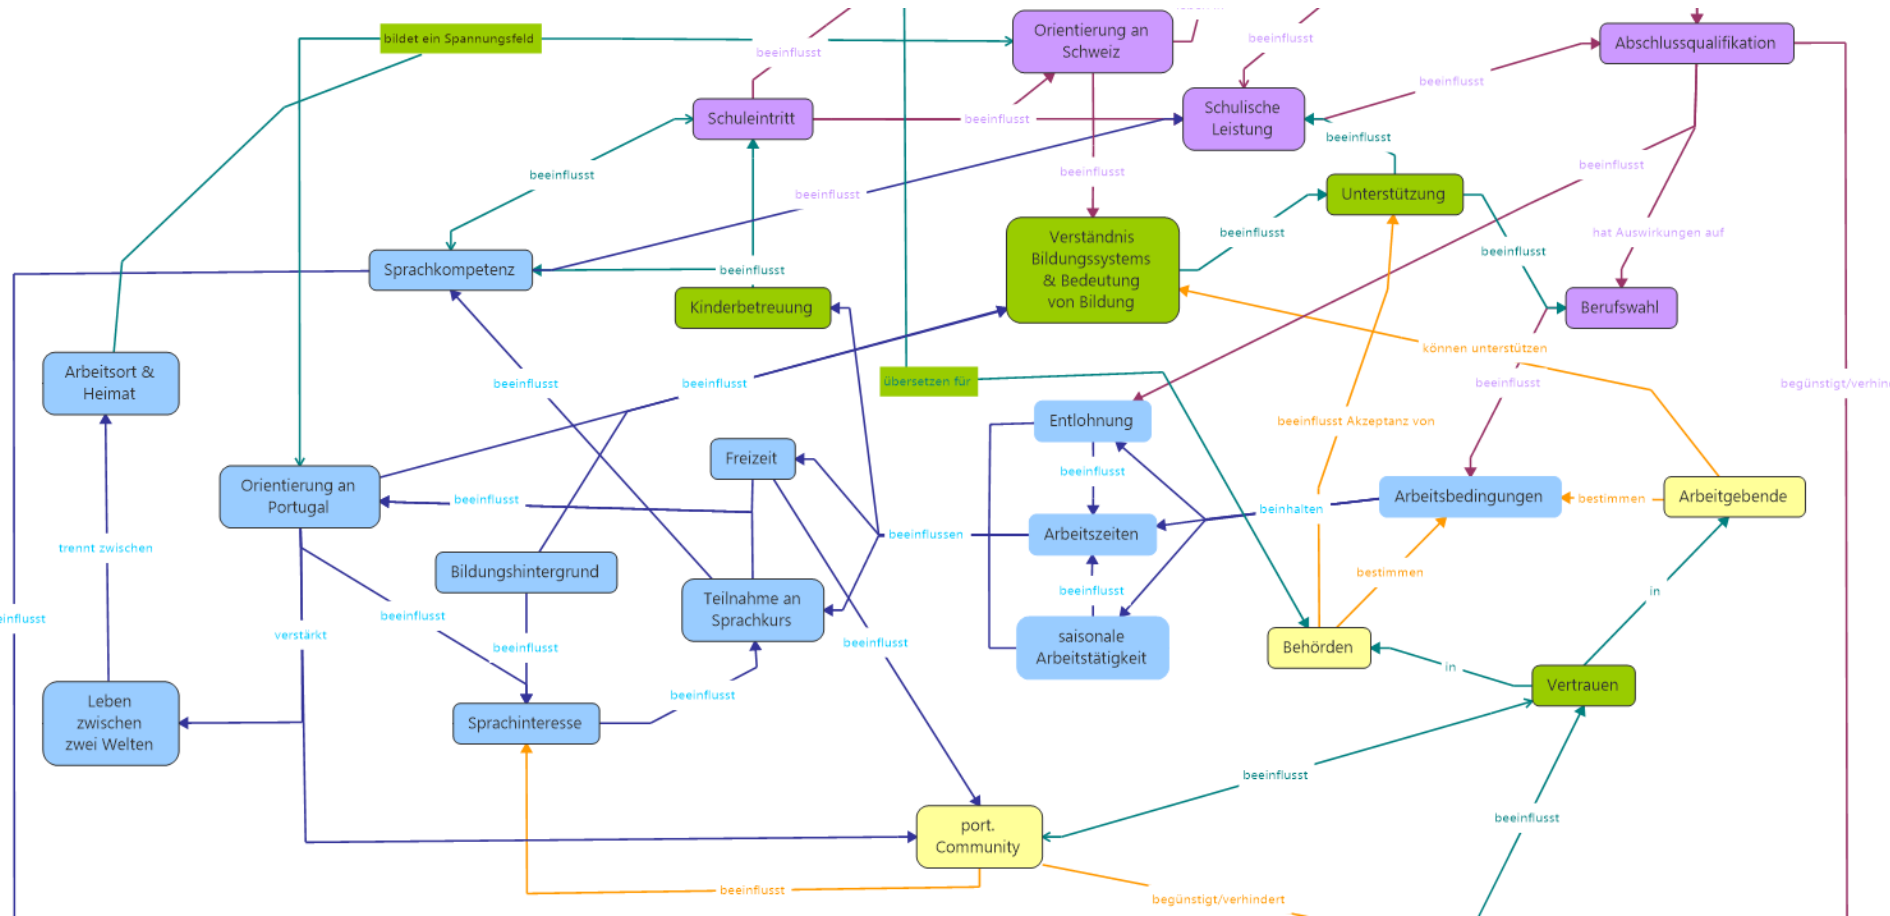 bildet ein Spannungsfeld
Orientierung an
Schweiz
beeinflusst
beeinflusst
Abschlussqualifikation
beeinflusst
Schuleintritt
beeinflusst
Schulische
Leistung
beeinflusst
beeinflusst
beeinflusst
beeinflusst
beeinflusst
Unterstützung
beeinflusst
Verständnis
Bildungssystems
& Bedeutung
von Bildung
beeinflusst
beeinflusst
hat Auswirkungen auf
Sprachkompetenz
beeinflusst
Kinderbetreuung
Berufswahl
können unterstützen
Arbeitsort &
Heimat
beeinflusst
beeinflusst
übersetzen für
beeinflusst
begünstigt/verhin
Entlohnung
beeinflusst Akzeptanz von
Freizeit
beeinflusst
Orientierung an
Portugal
beeinflusst
Arbeitsbedingungen
bestimmen
Arbeitgebende
beinhalten
trennt zwischen
beeinflussen
Arbeitszeiten
Bildungshintergrund
bestimmen
beeinflusst
in
Teilnahme an
Sprachkurs
einflusst
beeinflusst
verstärkt
beeinflusst
beeinflusst
saisonale
Arbeitstätigkeit
Behörden
in
Vertrauen
beeinflusst
Leben
zwischen
zwei Welten
Sprachinteresse
beeinflusst
port.
Community
beeinflusst
beeinflusst
begünstigt/verhindert